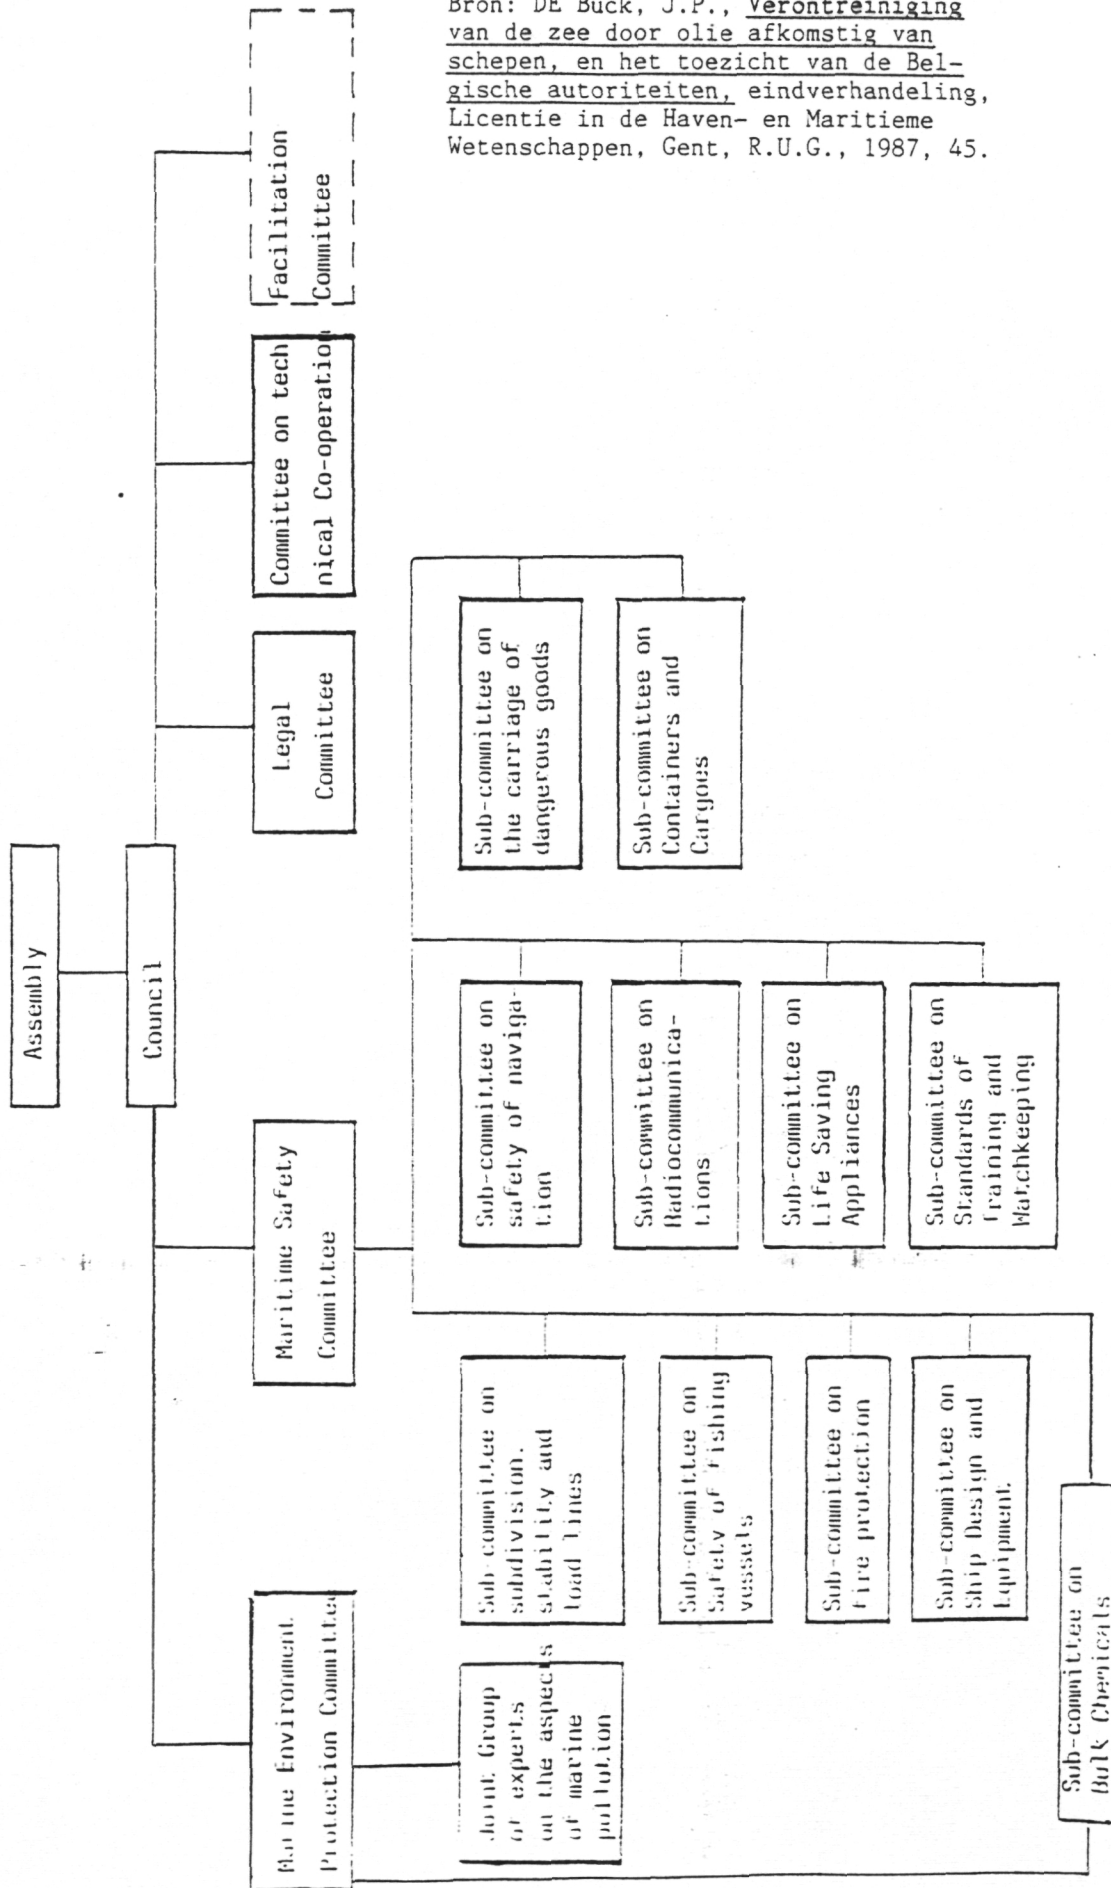 Bron: DE Buck, J.P., Verontreiniging
van de zee door olie afkomstig van
schepen, en het toezicht van de Bel-
gische autoriteiten, eindverhandeling,
Licentie in de Haven- en Maritieme
Wetenschappen, Gent, R.U.G., 1987, 45.
Assembly
Council
Marine Environment
Protection Committee
Maritime Safety
Committee
Legal
Committee
Committee on tech
nical Co-operation
Facilitation
Committee
Joint Group
of experts
on the aspects
of marine
pollution
Sub-committee on
subdivision.
stability and
load lines
Sub-committee on
Safety of fishing
vessels
Sub-committee on
Fire protection
Sub-committee on
Ship Design and
Equipment
Sub-committee on
Bulk Chemicals
Sub-committee on
safety of naviga-
tion
Sub-committee on
Radiocommunica-
tions
Sub-committee on
Life Saving
Appliances
Sub-committee on
Standards of
Training and
Watchkeeping
Sub-committee on
the carriage of
dangerous goods
Sub-committee on
Containers and
Cargoes